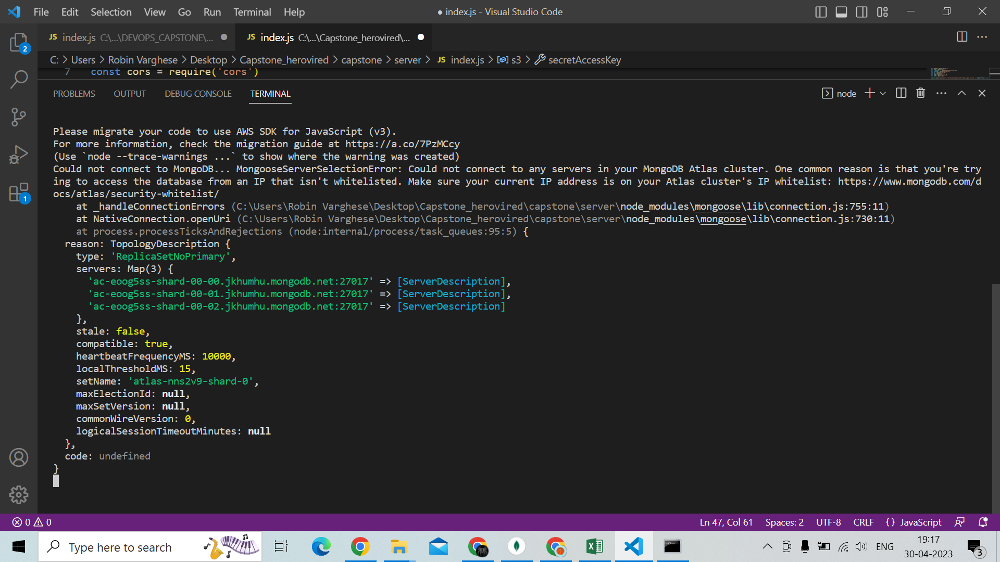 File Edit Selection View Go Run Terminal Help
● index.js - Visual Studio Code
JS index.js C:\...\DEVOPS_CAPSTONE\... ●
JS index.js C:\...\Capstone_herovired\... ●
2
C: > Users > Robin Varghese > Desktop > Capstone_herovired > capstone > server > JS index.js > s3 > secretAccessKey
7 const cors = require('cors')
PROBLEMS OUTPUT DEBUG CONSOLE TERMINAL
node
Please migrate your code to use AWS SDK for JavaScript (v3).
For more information, check the migration guide at https://a.co/7PzMCcy
(Use `node --trace-warnings ...` to show where the warning was created)
Could not connect to MongoDB... MongooseServerSelectionError: Could not connect to any servers in your MongoDB Atlas cluster. One common reason is that you're try
ing to access the database from an IP that isn't whitelisted. Make sure your current IP address is on your Atlas cluster's IP whitelist: https://www.mongodb.com/d
ocs/atlas/security-whitelist/
1
at _handleConnectionErrors (C:\Users\Robin Varghese\Desktop\Capstone_herovired\capstone\server\node_modules\mongoose\lib\connection.js:755:11)
at NativeConnection.openUri (C:\Users\Robin Varghese\Desktop\Capstone_herovired\capstone\server\node_modules\mongoose\lib\connection.js:730:11)
at process.processTicksAndRejections (node:internal/process/task_queues:95:5) {
reason: TopologyDescription {
type: 'ReplicaSetNoPrimary',
servers: Map(3) {
'ac-eoog5ss-shard-00-00.jkhumhu.mongodb.net:27017' => [ServerDescription],
'ac-eoog5ss-shard-00-01.jkhumhu.mongodb.net:27017' => [ServerDescription],
'ac-eoog5ss-shard-00-02.jkhumhu.mongodb.net:27017' => [ServerDescription]
},
stale: false,
compatible: true,
heartbeatFrequencyMS: 10000,
localThresholdMS: 15,
setName: 'atlas-nns2v9-shard-0',
maxElectionId: null,
maxSetVersion: null,
commonWireVersion: 0,
logicalSessionTimeoutMinutes: null
},
code: undefined
}
0 0
Ln 47, Col 61 Spaces: 2 UTF-8 CRLF {} JavaScript
Type here to search
ENG
19:17
30-04-2023
3